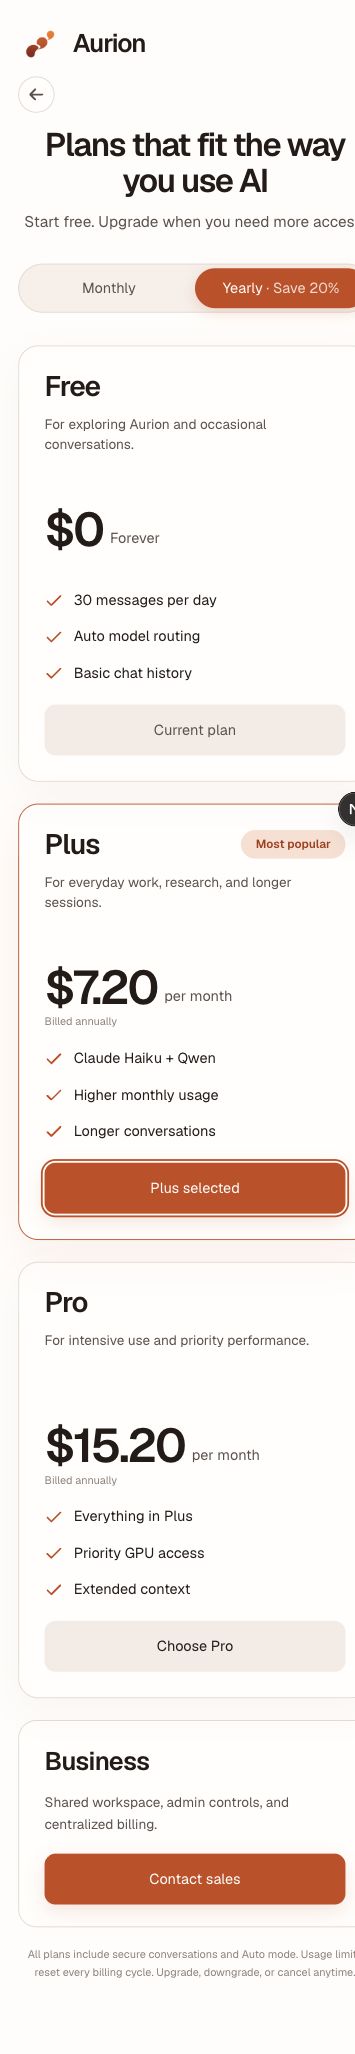 Aurion
Plans that fit the way
you use AI
Start free. Upgrade when you need more acces
Monthly
Yearly · Save 20%
Free
For exploring Aurion and occasional
conversations.
$0 Forever
30 messages per day
Auto model routing
Basic chat history
Current plan
Plus
Most popular
For everyday work, research, and longer
sessions.
$7.20 per month
Billed annually
Claude Haiku + Qwen
Higher monthly usage
Longer conversations
Plus selected
Pro
For intensive use and priority performance.
$15.20 per month
Billed annually
Everything in Plus
Priority GPU access
Extended context
Choose Pro
Business
Shared workspace, admin controls, and
centralized billing.
Contact sales
All plans include secure conversations and Auto mode. Usage limit
reset every billing cycle. Upgrade, downgrade, or cancel anytime.